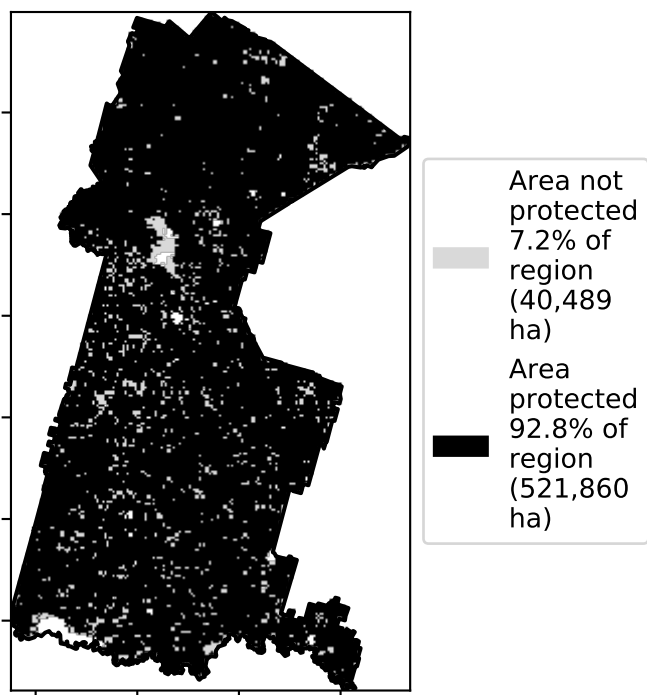 Area not
protected
7.2% of
region
(40,489
ha)
Area
protected
92.8% of
region
(521,860
ha)